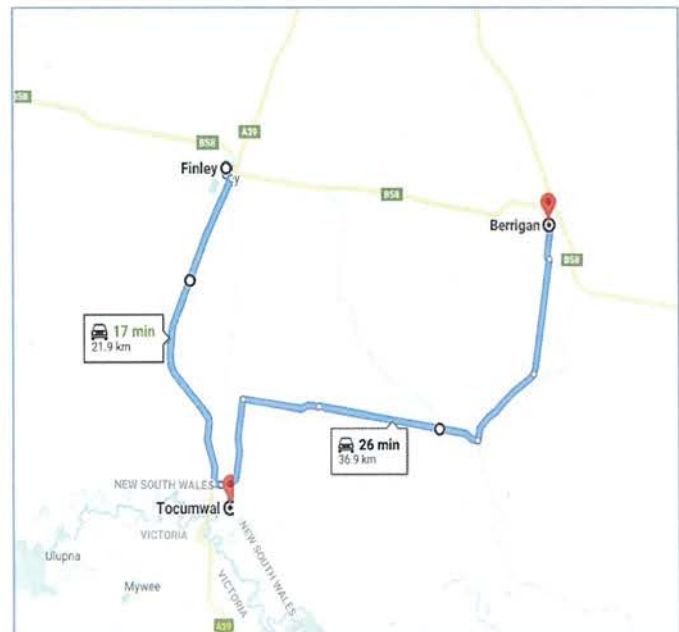 B58
A39
B58
Finley
y
B58
Berrigan
B58
17 min
21.9 km
26 min
36.9 km
NEW SOUTH WALES
Tocumwal
VICTORIA
NEW SOUTH WALES
VICTORIA
Ulupna
Mywee
A39